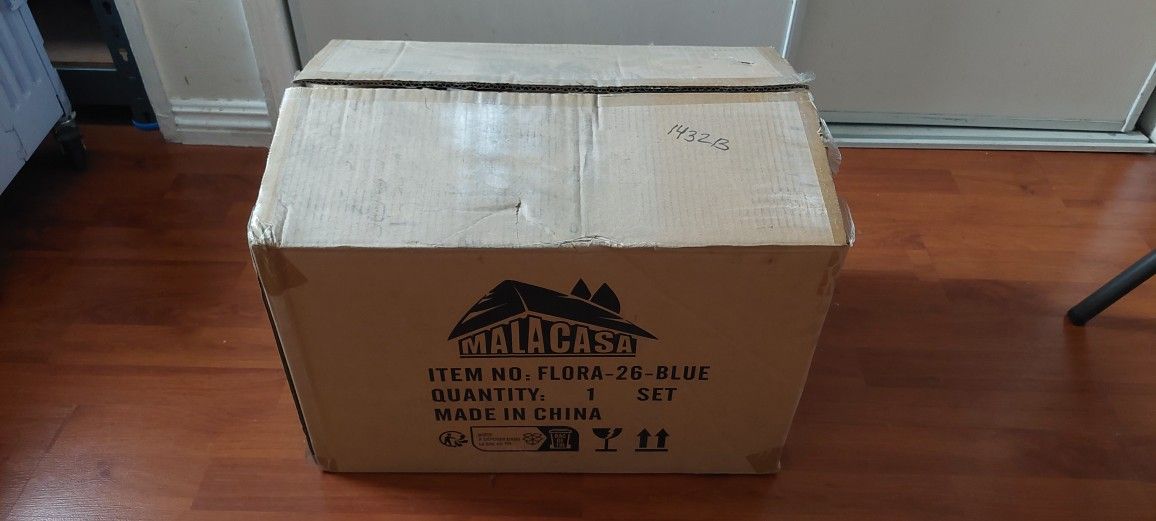 1432B
MALACASA
ITEM NO: FLORA-26-BLUE
QUANTITY: 1 SET
MADE IN CHINA